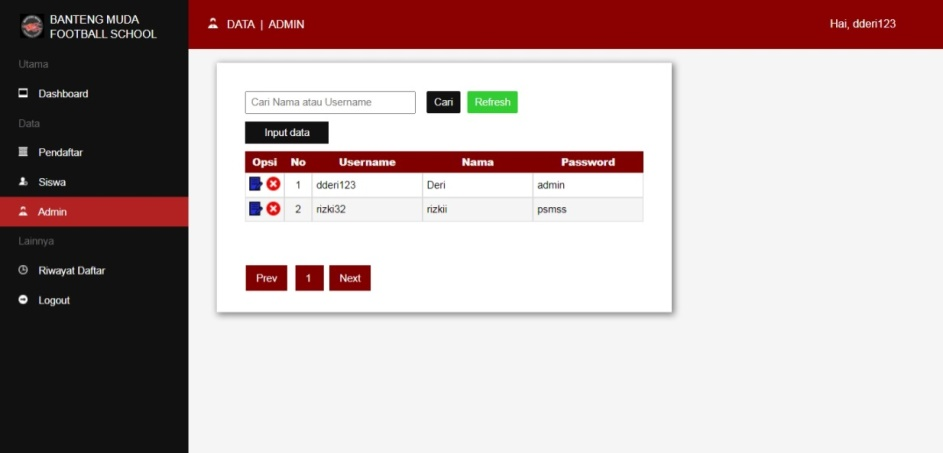 BANTENG MUDA
FOOTBALL SCHOOL
Utama
Dashboard
Data
Pendaftar
Siswa
Admin
Lainnya
Riwayat Daftar
Logout
DATA | ADMIN
Hai, dderi123
Cari Nama atau Username
Cari
Refresh
Input data
Opsi No Username Nama Password
1 dderi123 Deri admin
2 rizki32 rizkii psmss
Prev 1 Next